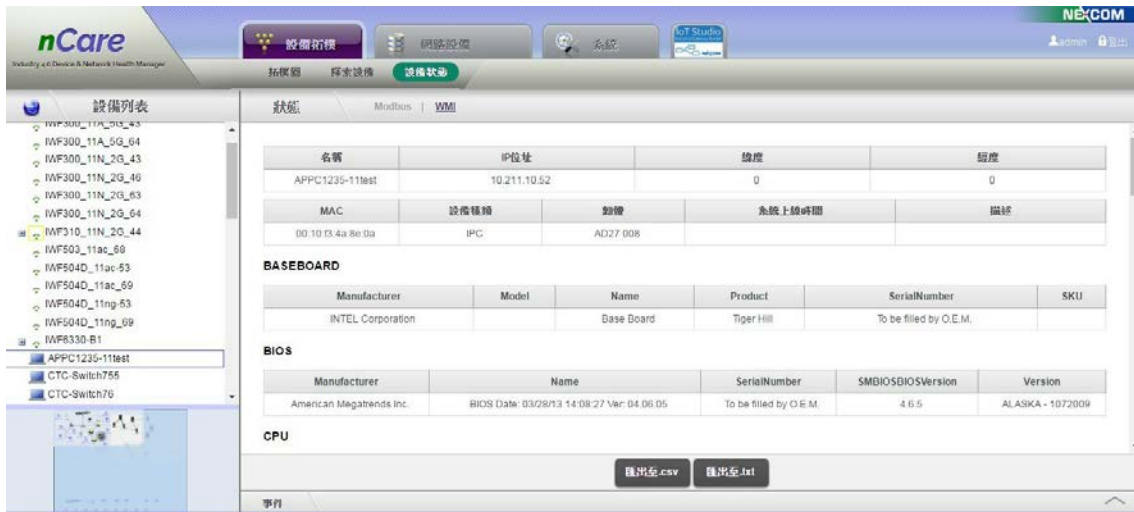 NEXCOM
nCare
Industry 4.0 Device & Network Health Manager
設備拓樸 網路設備 系統 IoT Studio
admin 登出
拓樸圖 探索設備 設備狀態
設備列表
狀態 Modbus | WMI
IWF300_11A_5G_43
IWF300_11A_5G_64
IWF300_11N_2G_43
IWF300_11N_2G_46
IWF300_11N_2G_63
IWF300_11N_2G_64
IWF310_11N_2G_44
IWF503_11ac_68
IWF504D_11ac-53
IWF504D_11ac_69
IWF504D_11ng-53
IWF504D_11ng_69
IWF6330-B1
APPC1235-11test
CTC-Switch755
CTC-Switch76
名稱 IP位址 緯度 經度
APPC1235-11test 10.211.10.52 0 0
MAC 設備種類 韌體 系統上線時間 描述
00:10:f3:4a:8e:0a IPC AD27 008
BASEBOARD
Manufacturer Model Name Product SerialNumber SKU
INTEL Corporation Base Board Tiger Hill To be filled by O.E.M.
BIOS
Manufacturer Name SerialNumber SMBIOSBIOSVersion Version
American Megatrends Inc. BIOS Date: 03/28/13 14:08:27 Ver: 04.06.05 To be filled by O.E.M. 4.6.5 ALASKA - 1072009
CPU
匯出至.csv 匯出至.txt
事件